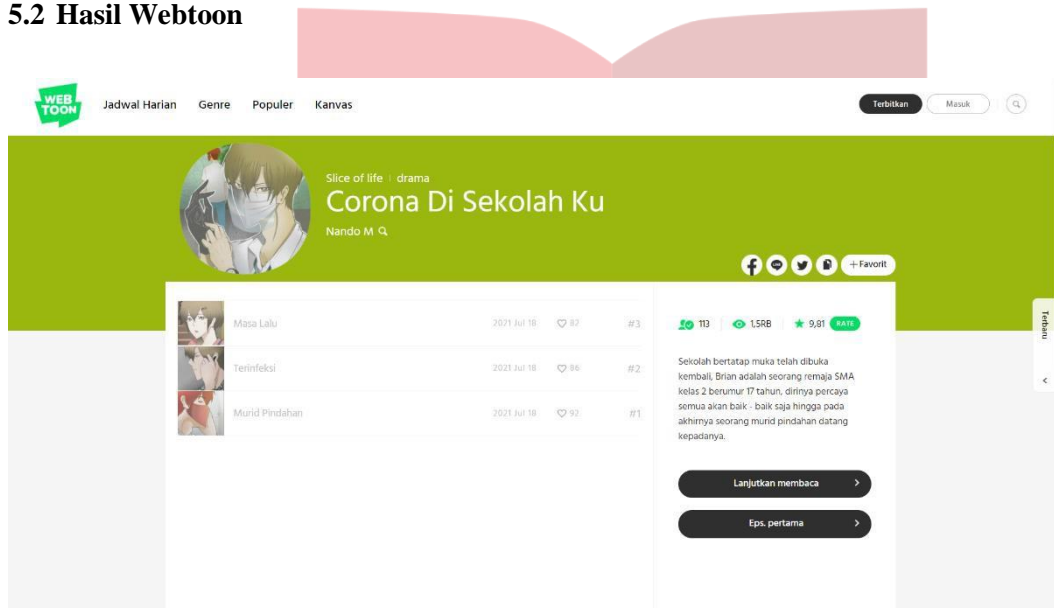 5.2 Hasil Webtoon
WEB
TOON
Jadwal Harian Genre Populer Kanvas
Terbitkan Masuk
Slice of life drama
Corona Di Sekolah Ku
Nando M
+ Favorit
Masa Lalu 2021 Jul 18 82 #3
Terinfeksi 2021 Jul 18 86 #2
Murid Pindahan 2021 Jul 18 92 #1
113 1,5RB 9,81 RATE
Sekolah bertatap muka telah dibuka
kembali, Brian adalah seorang remaja SMA
kelas 2 berumur 17 tahun, dirinya percaya
semua akan baik - baik saja hingga pada
akhirnya seorang murid pindahan datang
kepadanya.
Lanjutkan membaca
Eps. pertama
Terbaru